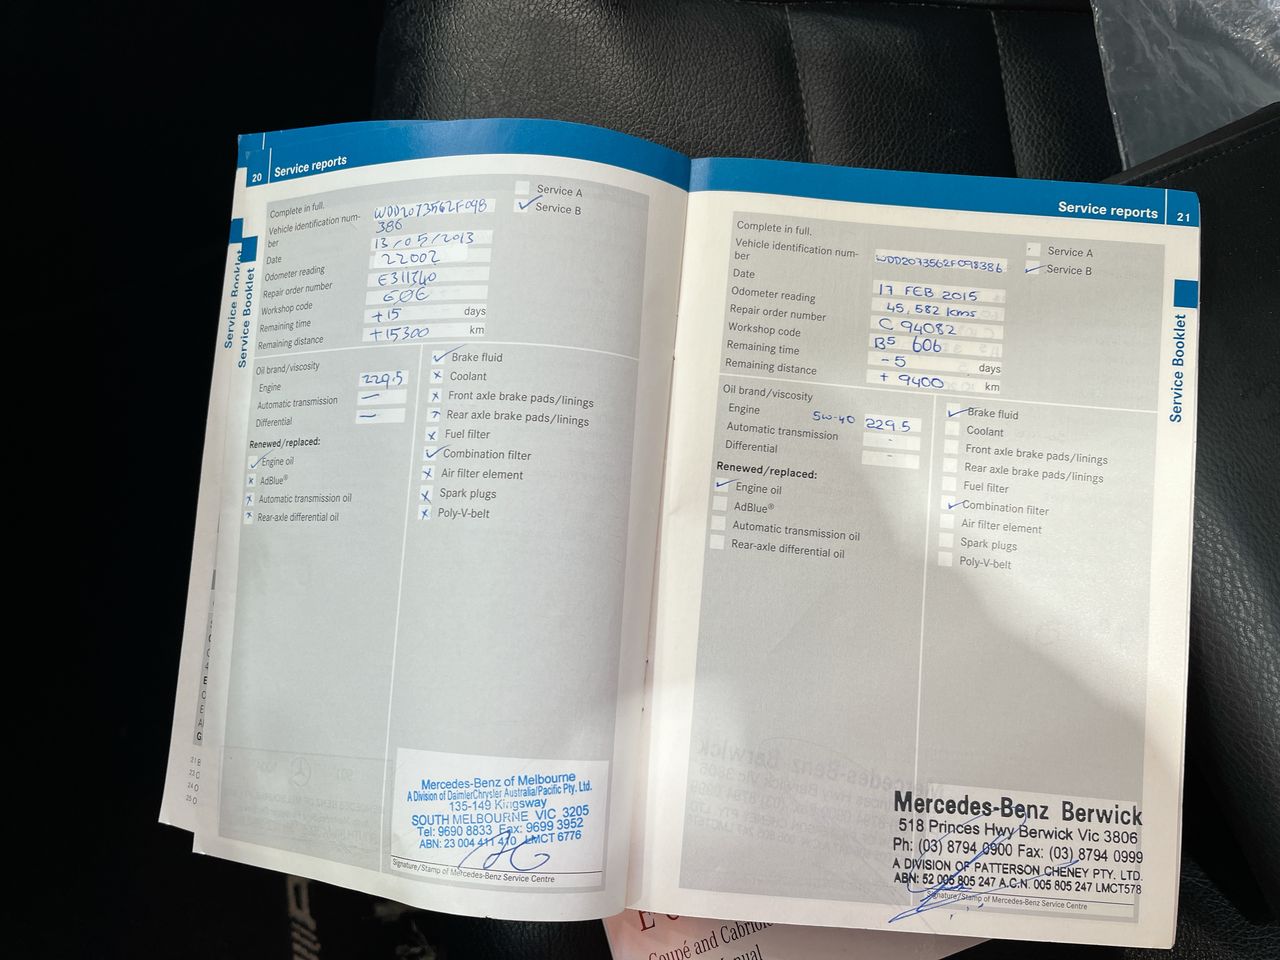 20 Service reports
Complete in full.
Service A
Service B
Vehicle identification num-
ber
WDD2073562F098
386
Date
13/05/2013
Odometer reading
22002
Repair order number
E311340
Workshop code
Remaining time
+15 days
Remaining distance
+15300 km
Oil brand/viscosity
Engine
229.5
Automatic transmission
—
Differential
—
Renewed/replaced:
Engine oil
AdBlue®
Automatic transmission oil
Rear-axle differential oil
Brake fluid
Coolant
Front axle brake pads/linings
Rear axle brake pads/linings
Fuel filter
Combination filter
Air filter element
Spark plugs
Poly-V-belt
Mercedes-Benz of Melbourne
A Division of DaimlerChrysler Australia/Pacific Pty. Ltd.
135-149 Kingsway
SOUTH MELBOURNE VIC 3205
Tel: 9690 8833 Fax: 9699 3952
ABN: 23 004 411 410 LMCT 6776
Signature/Stamp of Mercedes-Benz Service Centre
Service Booklet
Service Booklet
Service reports 21
Complete in full.
Service A
Service B
Vehicle identification num-
ber
WDD2073562F098386
Date
17 FEB 2015
Odometer reading
45,582 kms
Repair order number
C 94082
Workshop code
B5 606
Remaining time
-5 days
Remaining distance
+ 9400 km
Oil brand/viscosity
Engine 5W-40 229.5
Automatic transmission
-
Differential
-
Renewed/replaced:
Engine oil
AdBlue®
Automatic transmission oil
Rear-axle differential oil
Brake fluid
Coolant
Front axle brake pads/linings
Rear axle brake pads/linings
Fuel filter
Combination filter
Air filter element
Spark plugs
Poly-V-belt
Mercedes-Benz Berwick
518 Princes Hwy Berwick Vic 3806
Ph: (03) 8794 0900 Fax: (03) 8794 0999
A DIVISION OF PATTERSON CHENEY PTY. LTD.
ABN: 52 005 805 247 A.C.N. 005 805 247 LMCT578
Signature/Stamp of Mercedes-Benz Service Centre
Service Booklet
Coupé and Cabriole